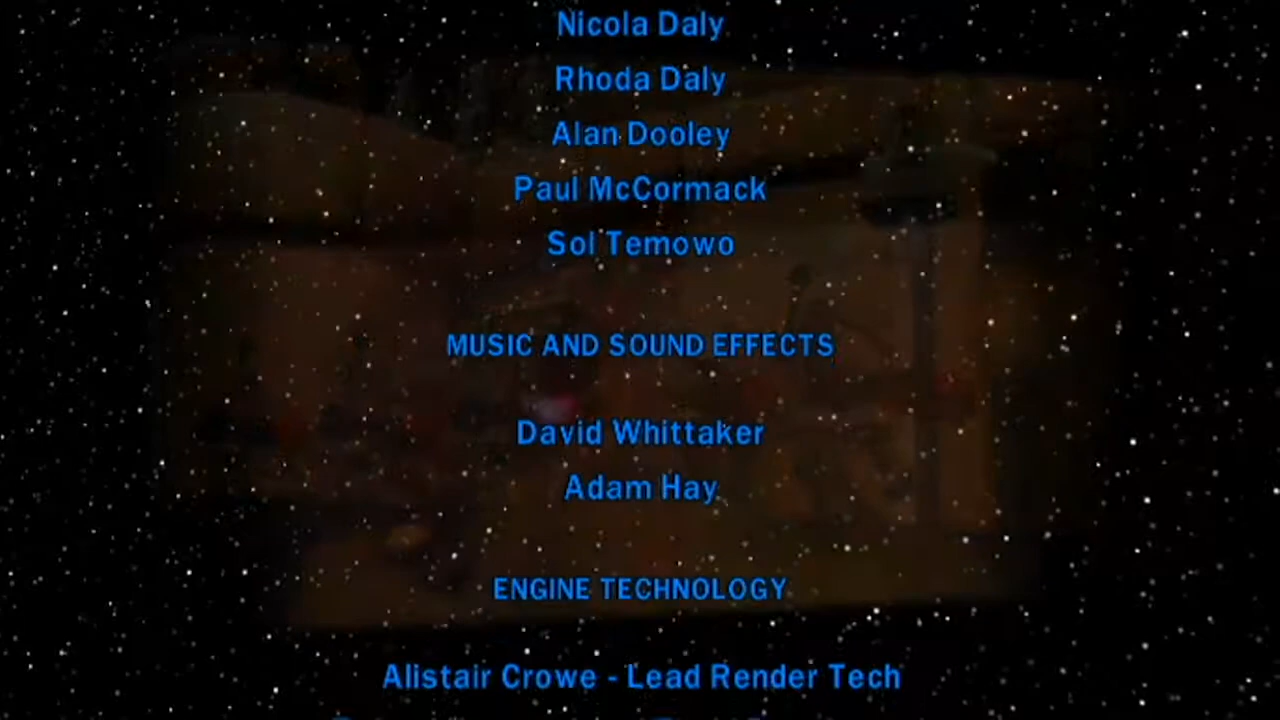 Nicola Daly
Rhoda Daly
Alan Dooley
Paul McCormack
Sol Temowo
MUSIC AND SOUND EFFECTS
David Whittaker
Adam Hay
ENGINE TECHNOLOGY
Alistair Crowe - Lead Render Tech